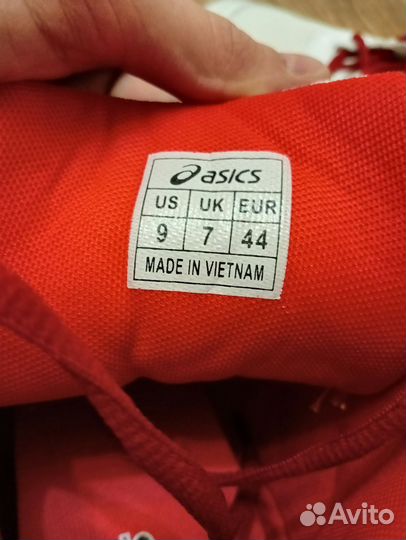 asics
US UK EUR
9 7 44
MADE IN VIETNAM
Avito